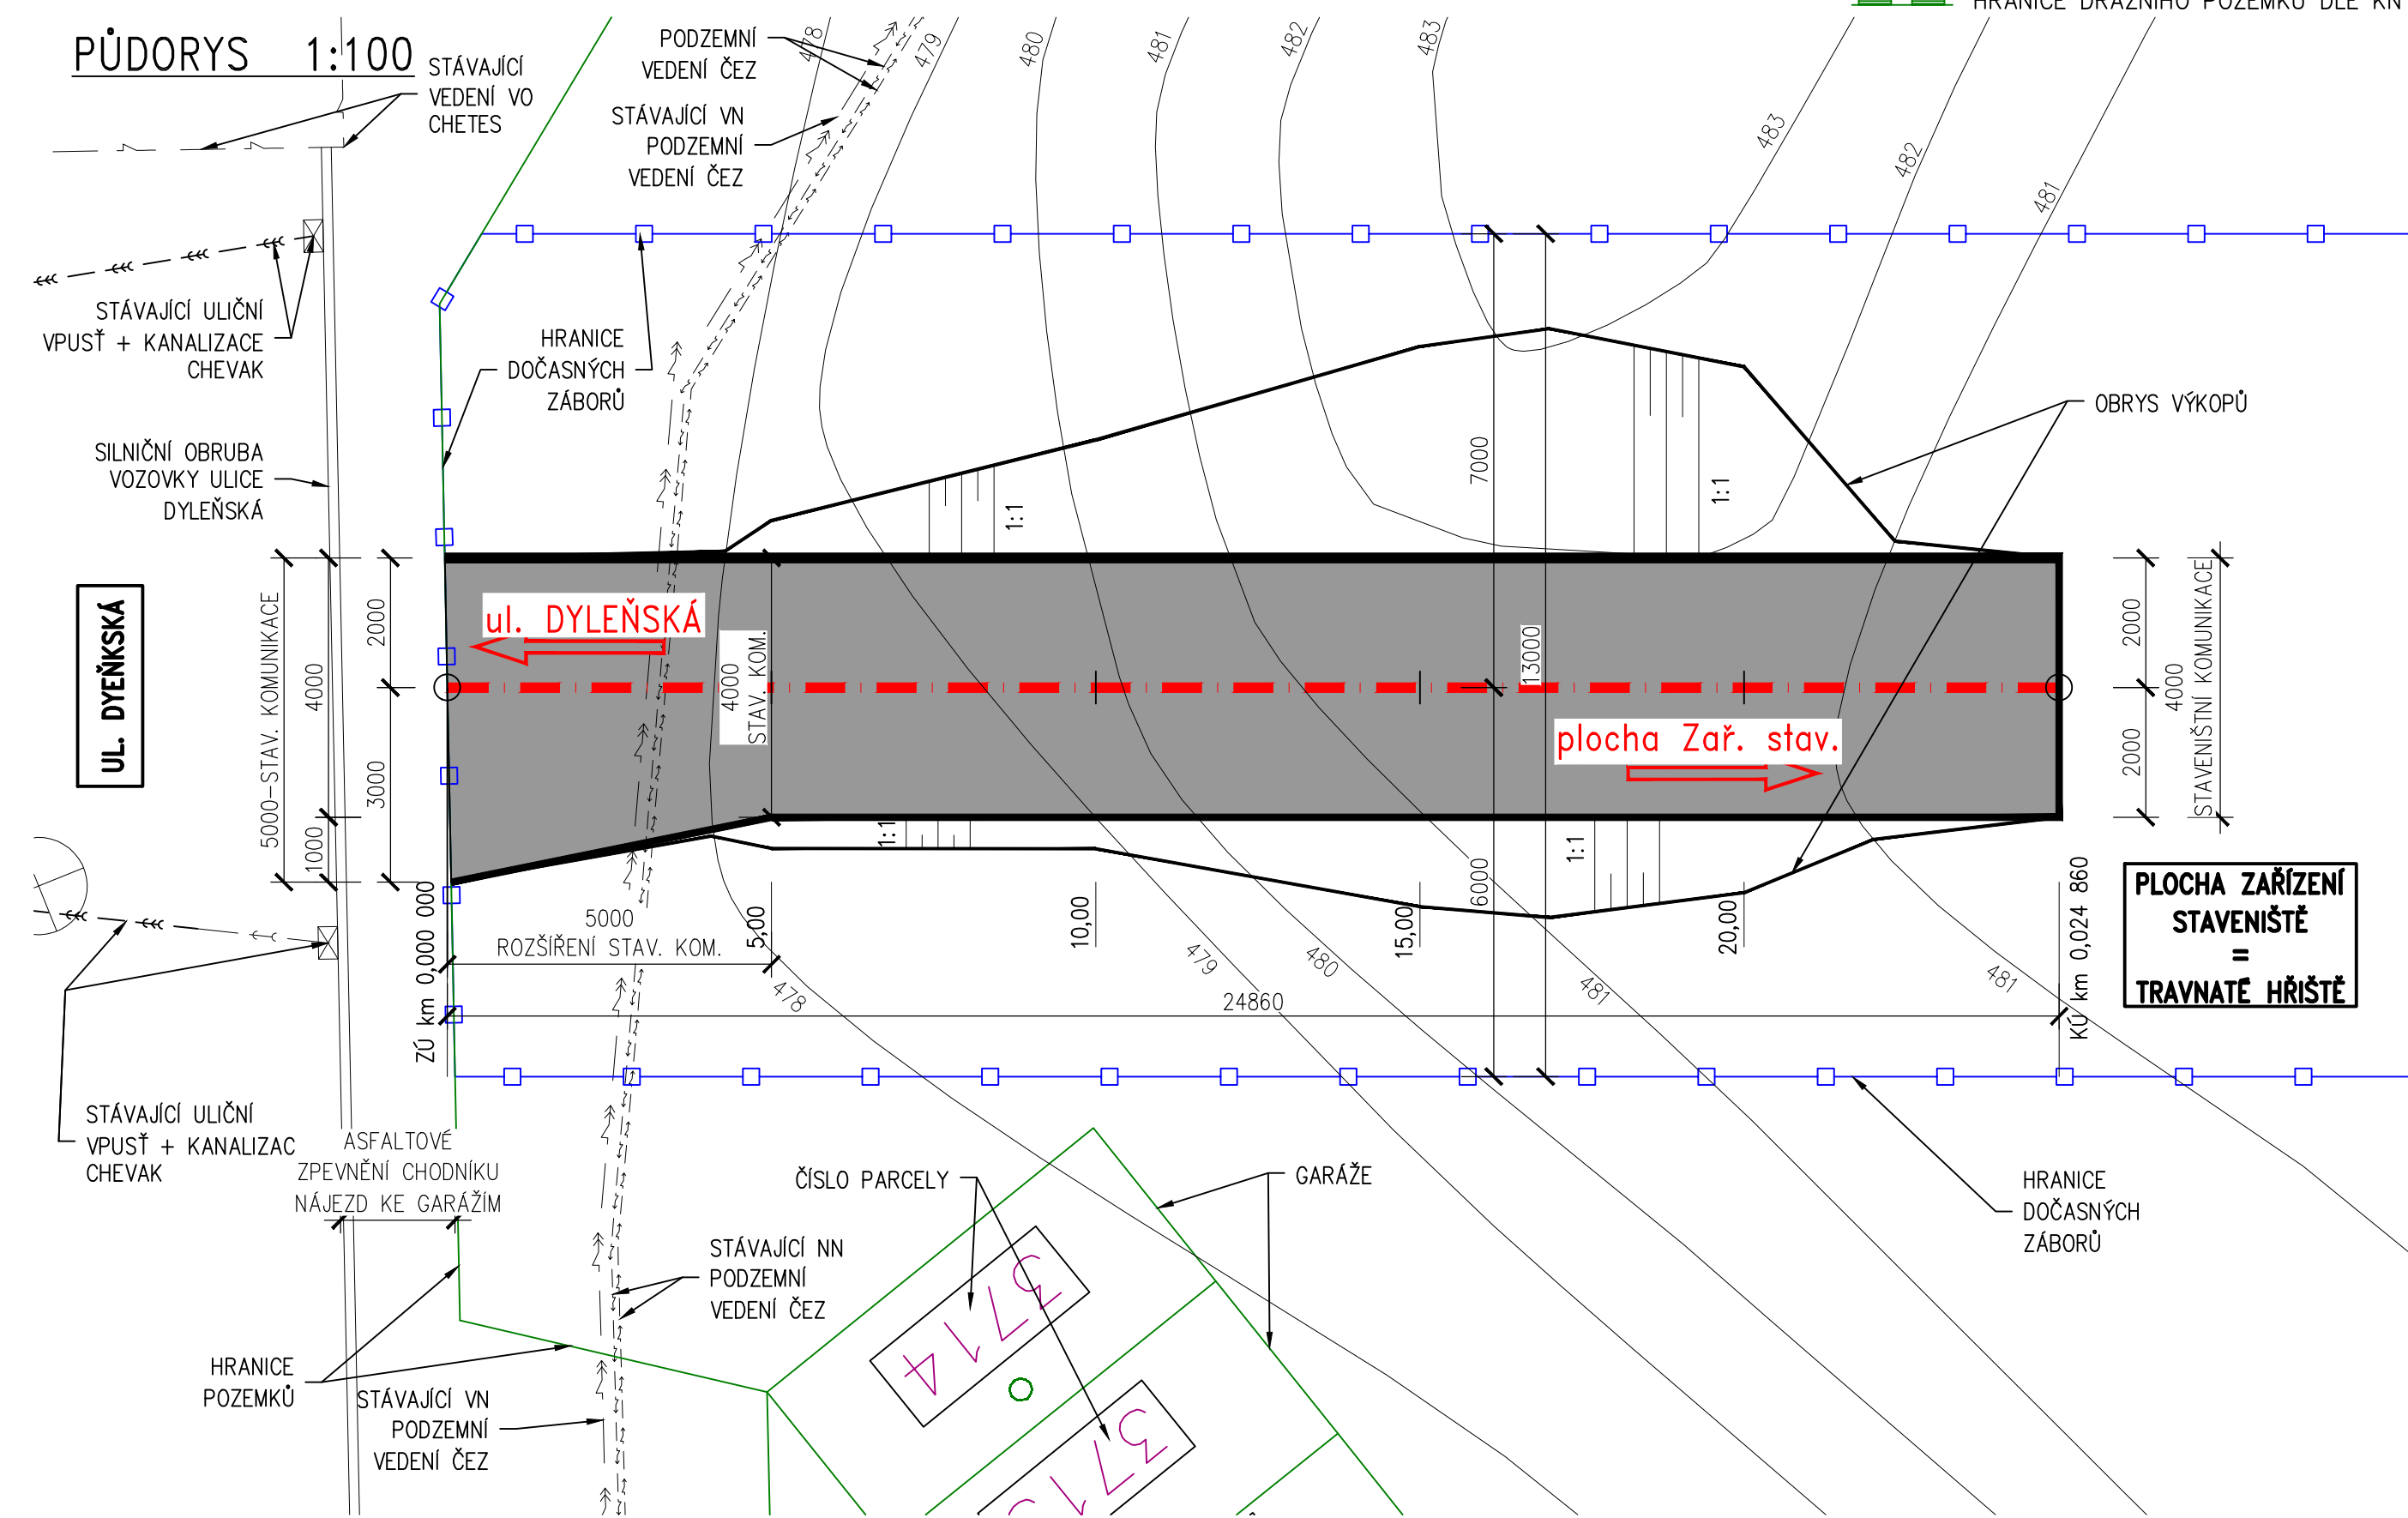 HRANICE DRÁŽNÍHO POZEMKU DLE KN
PŮDORYS 1:100
STÁVAJÍCÍ
VEDENÍ VO
CHETES
PODZEMNÍ
VEDENÍ ČEZ
STÁVAJÍCÍ VN
PODZEMNÍ
VEDENÍ ČEZ
478
479
480
481
482
483
483
482
481
STÁVAJÍCÍ ULIČNÍ
VPUSŤ + KANALIZACE
CHEVAK
HRANICE
DOČASNÝCH
ZÁBORŮ
SILNIČNÍ OBRUBA
VOZOVKY ULICE
DYLEŇSKÁ
OBRYS VÝKOPŮ
7000
1:1
1:1
UL. DYEŇKSKÁ
5000-STAV. KOMUNIKACE
4000
1000
2000
3000
ul. DYLEŇSKÁ
4000
STAV. KOM.
13000
plocha Zař. stav.
2000
2000
4000
STAVENIŠTNÍ KOMUNIKACE
1:1
1:1
6000
ZÚ km 0,000 000
5000
ROZŠÍŘENÍ STAV. KOM.
5,00
10,00
15,00
20,00
KÚ km 0,024 860
PLOCHA ZAŘÍZENÍ
STAVENIŠTĚ
=
TRAVNATÉ HŘIŠTĚ
478
479
480
481
481
24860
STÁVAJÍCÍ ULIČNÍ
VPUSŤ + KANALIZAC
CHEVAK
ASFALTOVÉ
ZPEVNĚNÍ CHODNÍKU
NÁJEZD KE GARÁŽÍM
ČÍSLO PARCELY
GARÁŽE
HRANICE
DOČASNÝCH
ZÁBORŮ
STÁVAJÍCÍ NN
PODZEMNÍ
VEDENÍ ČEZ
3714
HRANICE
POZEMKŮ
STÁVAJÍCÍ VN
PODZEMNÍ
VEDENÍ ČEZ
371